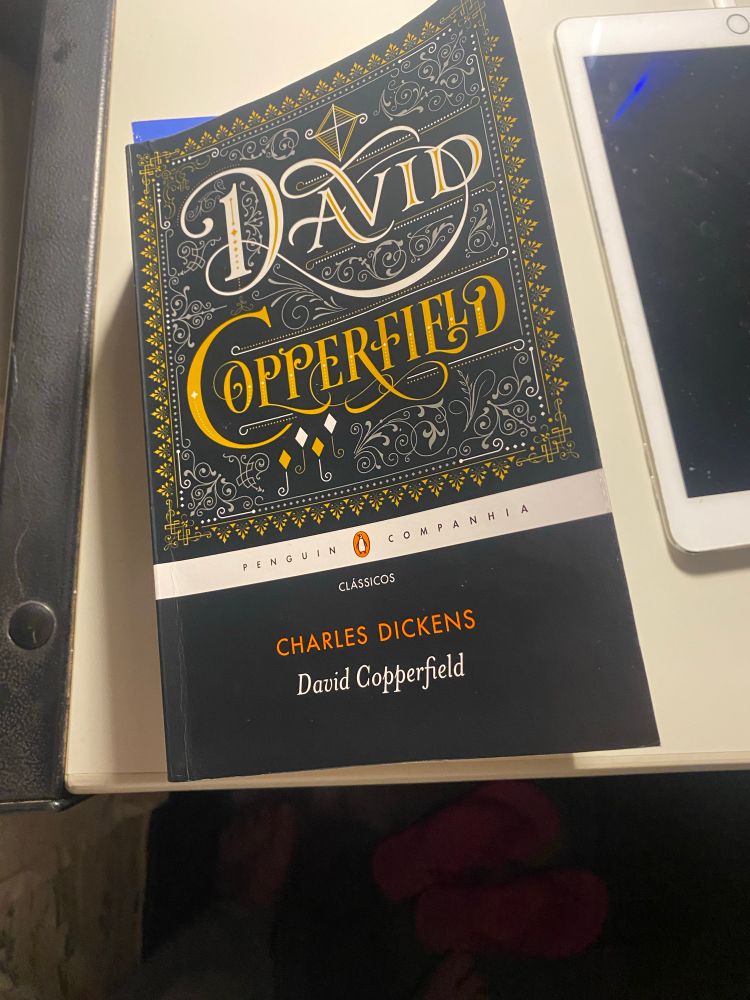 DAVID
COPPERFIELD
PENGUIN COMPANHIA
CLÁSSICOS
CHARLES DICKENS
David Copperfield